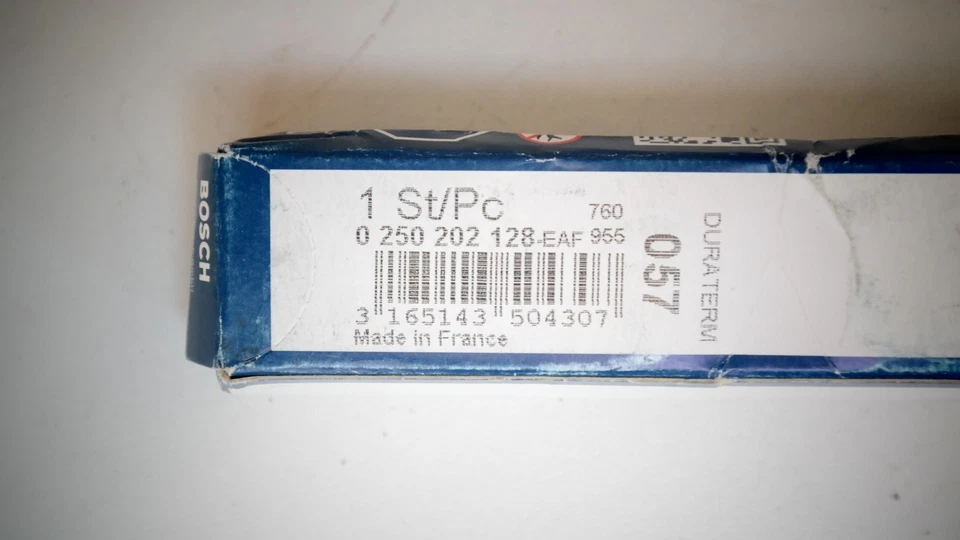 BOSCH
1 St/Pc
760
0 250 202 128-EAF 955
3 165143 504307
Made in France
057
DURATERM